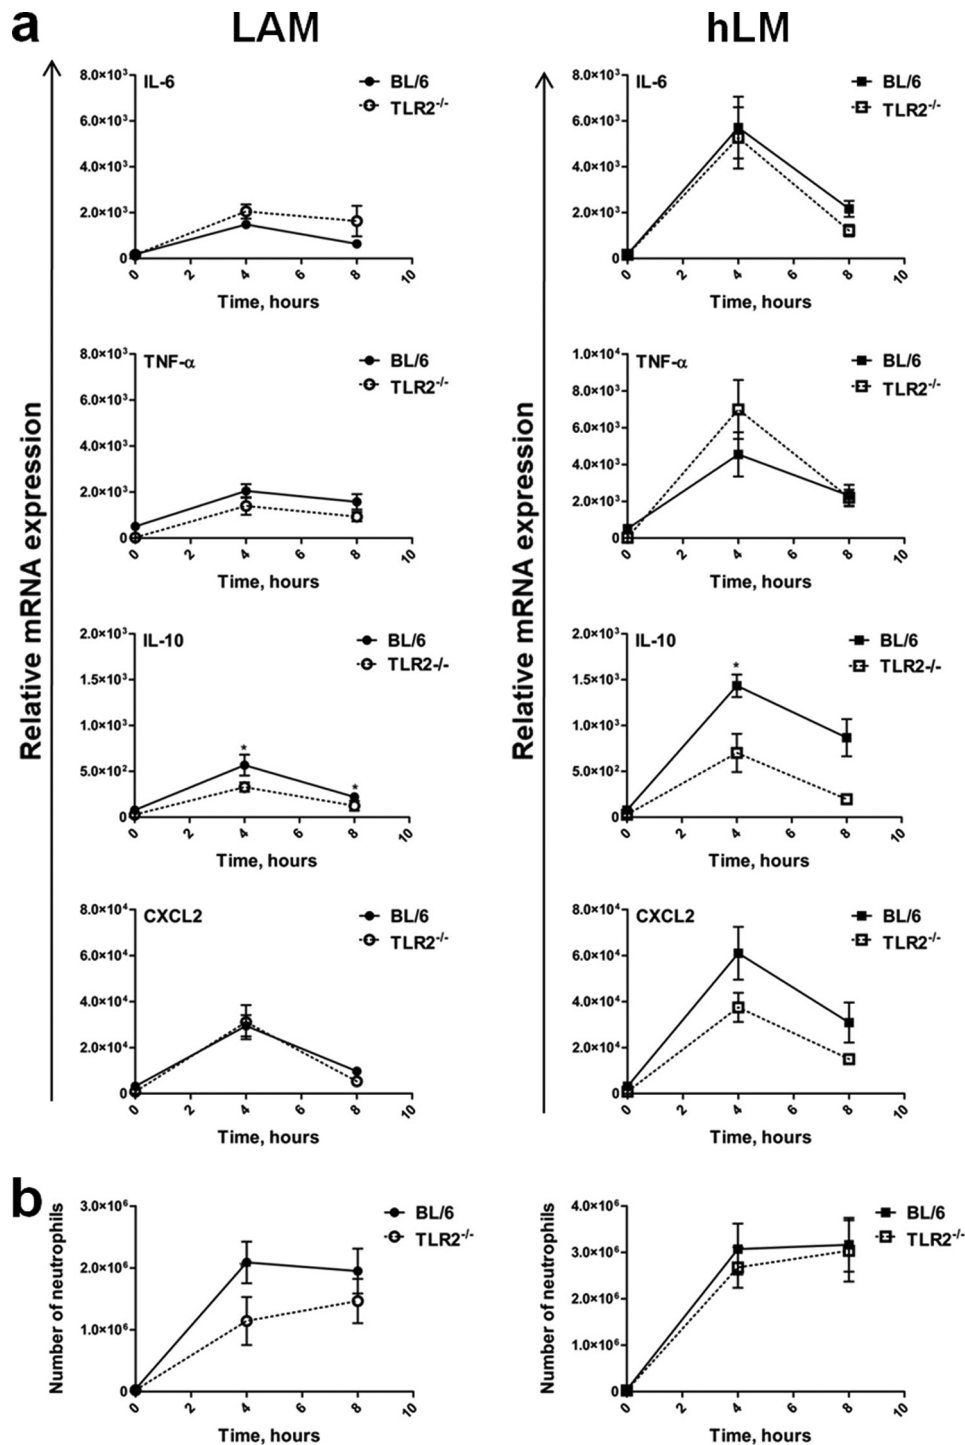 a
LAM
hLM
Relative mRNA expression
IL-6
BL/6
TLR2-/-
8.0×10³
6.0×10³
4.0×10³
2.0×10³
0
0 2 4 6 8 10
Time, hours
TNF-α
BL/6
TLR2-/-
8.0×10³
6.0×10³
4.0×10³
2.0×10³
0
0 2 4 6 8 10
Time, hours
IL-10
BL/6
TLR2-/-
2.0×10³
1.5×10³
1.0×10³
5.0×10²
0
* *
0 2 4 6 8 10
Time, hours
CXCL2
BL/6
TLR2-/-
8.0×10⁴
6.0×10⁴
4.0×10⁴
2.0×10⁴
0
0 2 4 6 8 10
Time, hours
Relative mRNA expression
IL-6
BL/6
TLR2-/-
8.0×10³
6.0×10³
4.0×10³
2.0×10³
0
0 2 4 6 8 10
Time, hours
TNF-α
BL/6
TLR2-/-
1.0×10⁴
8.0×10³
6.0×10³
4.0×10³
2.0×10³
0
0 2 4 6 8 10
Time, hours
IL-10
BL/6
TLR2-/-
2.0×10³
1.5×10³
1.0×10³
5.0×10²
0
*
0 2 4 6 8 10
Time, hours
CXCL2
BL/6
TLR2-/-
8.0×10⁴
6.0×10⁴
4.0×10⁴
2.0×10⁴
0
0 2 4 6 8 10
Time, hours
b
Number of neutrophils
BL/6
TLR2-/-
3.0×10⁶
2.0×10⁶
1.0×10⁶
0
0 2 4 6 8 10
Time, hours
Number of neutrophils
BL/6
TLR2-/-
4.0×10⁶
3.0×10⁶
2.0×10⁶
1.0×10⁶
0
0 2 4 6 8 10
Time, hours